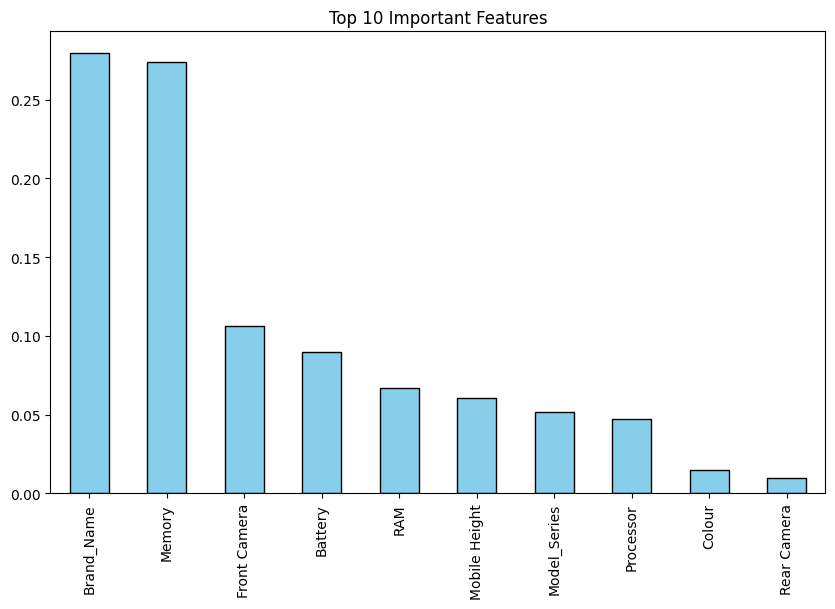 Top 10 Important Features
0.25
0.20
0.15
0.10
0.05
0.00
Brand_Name
Memory
Front Camera
Battery
RAM
Mobile Height
Model_Series
Processor
Colour
Rear Camera